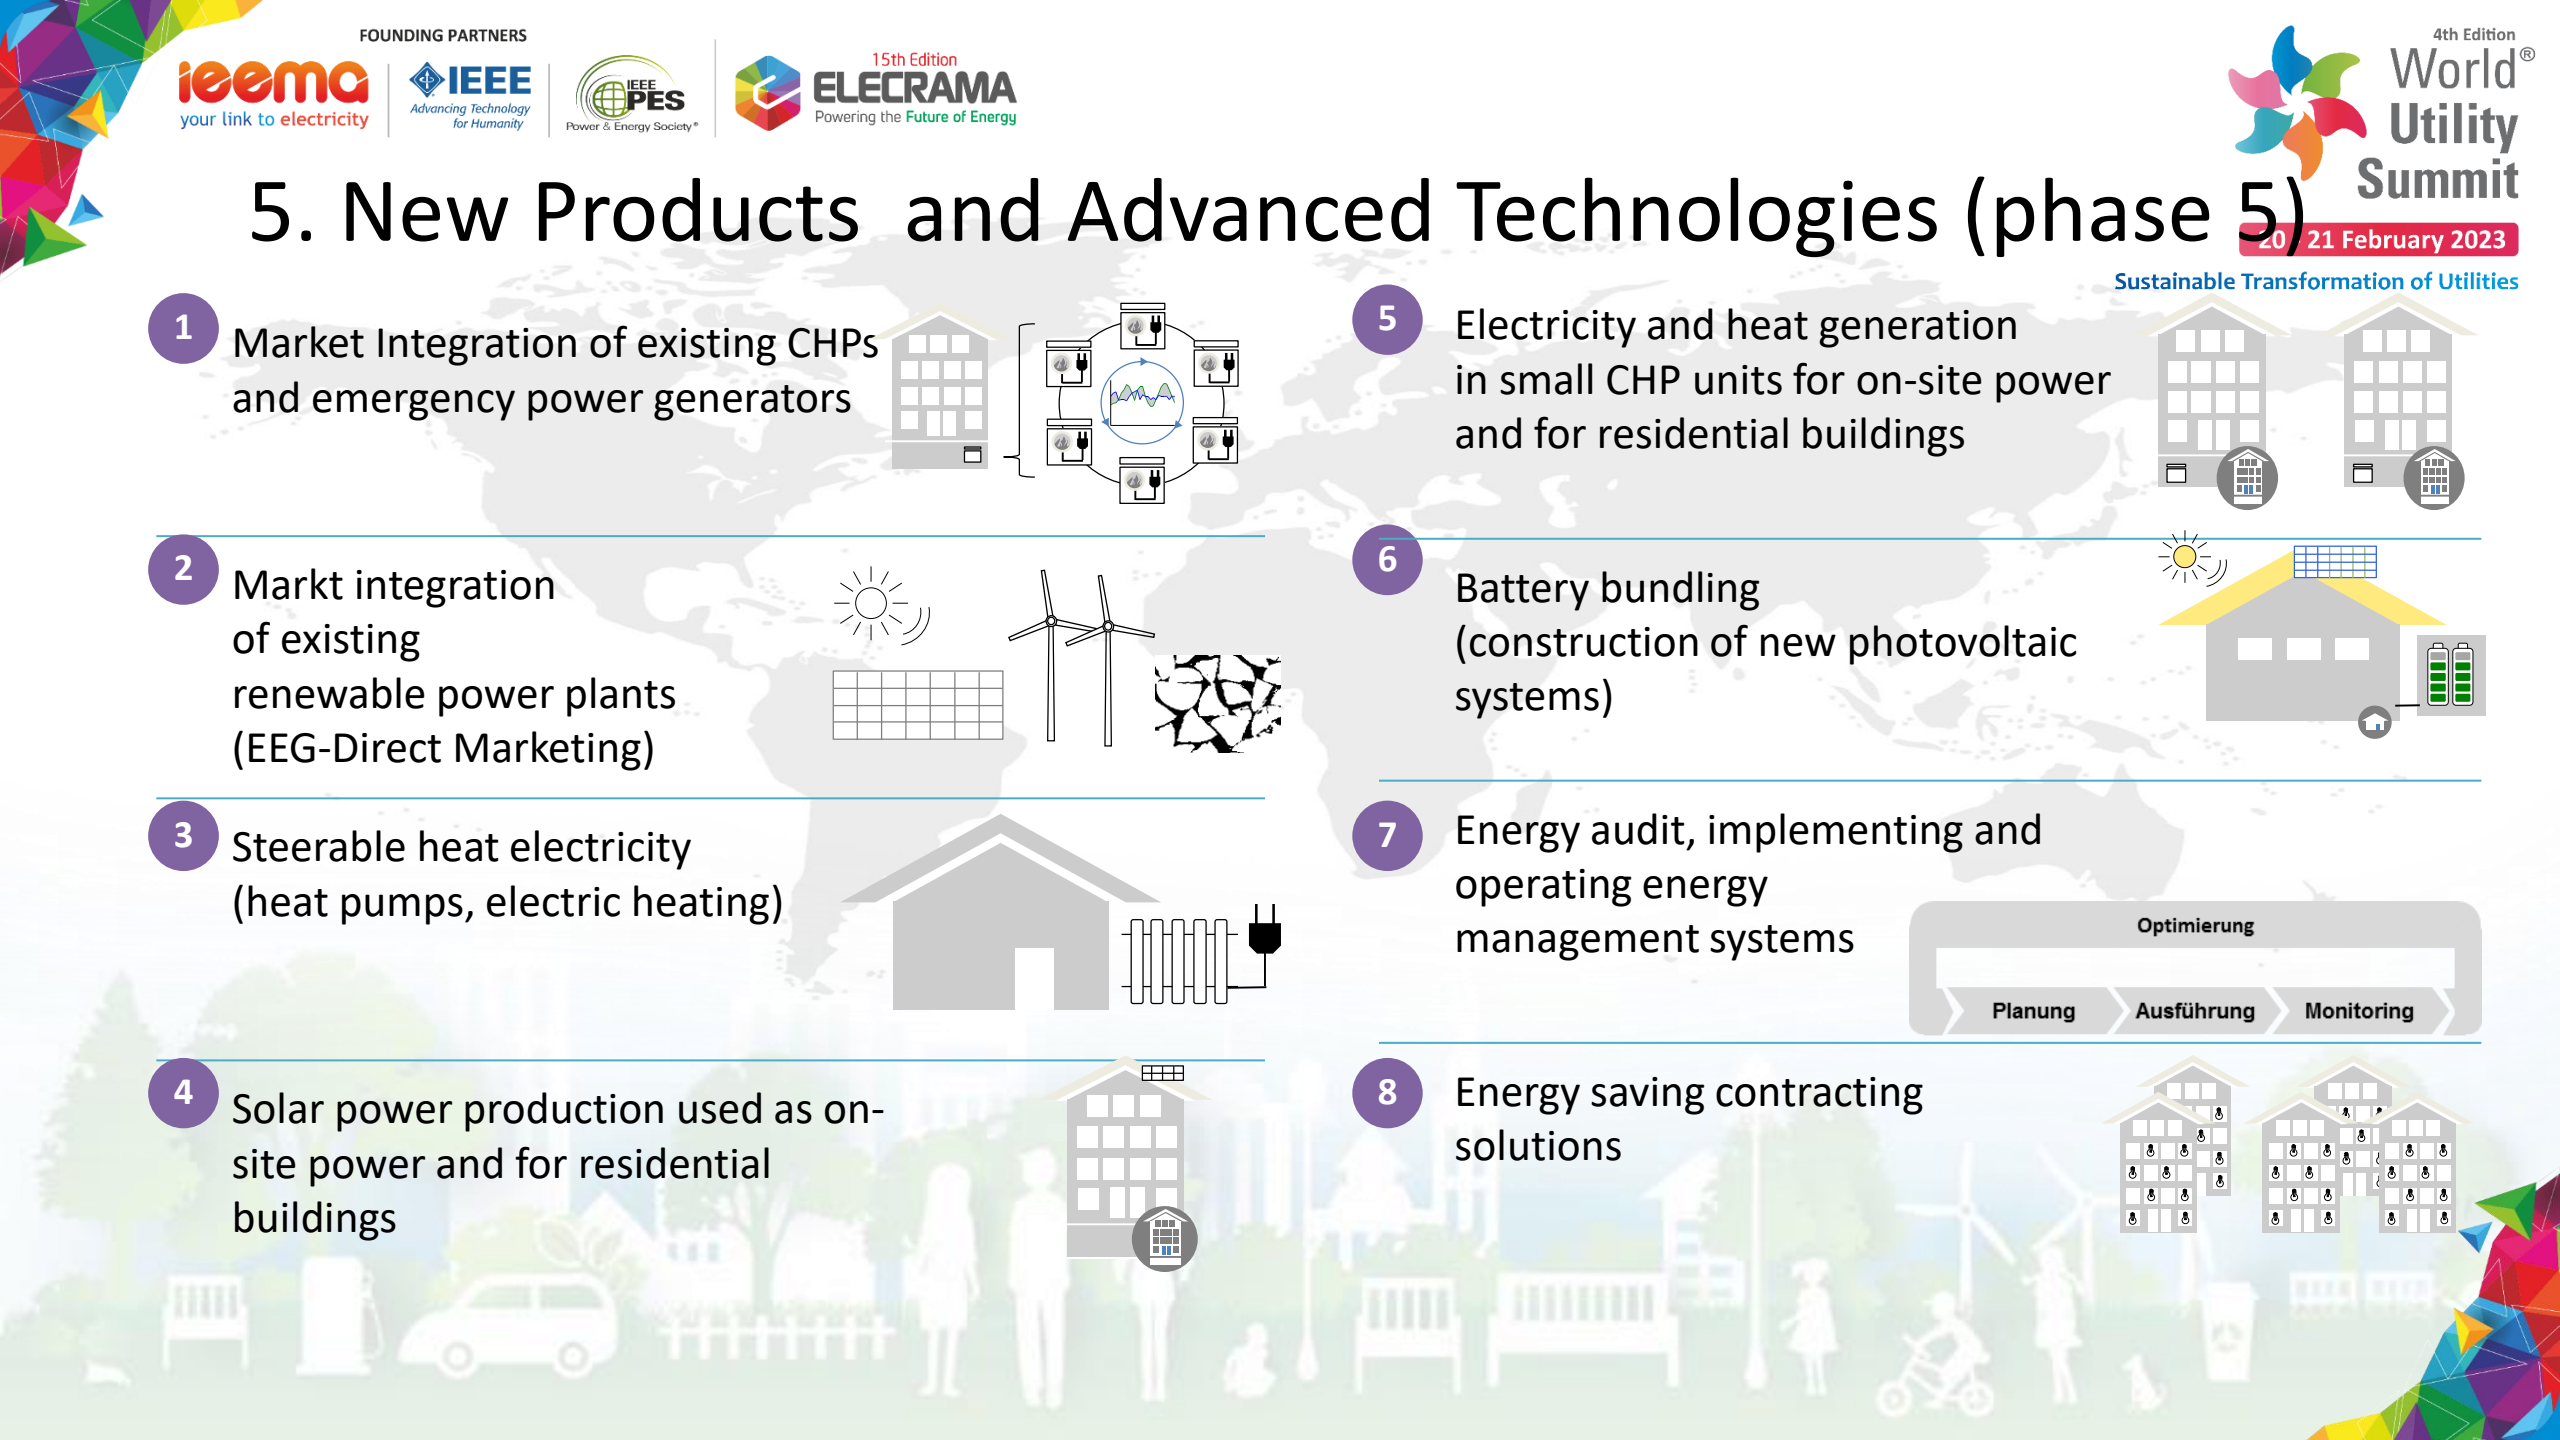 FOUNDING PARTNERS
ieema
your link to electricity
IEEE
Advancing Technology
for Humanity
IEEE
PES
Power & Energy Society®
15th Edition
ELECRAMA
Powering the Future of Energy
4th Edition
World®
Utility
Summit
20 - 21 February 2023
Sustainable Transformation of Utilities
5. New Products and Advanced Technologies (phase 5)
1
Market Integration of existing CHPs
and emergency power generators
2
Markt integration
of existing
renewable power plants
(EEG-Direct Marketing)
3
Steerable heat electricity
(heat pumps, electric heating)
4
Solar power production used as on-
site power and for residential
buildings
5
Electricity and heat generation
in small CHP units for on-site power
and for residential buildings
6
Battery bundling
(construction of new photovoltaic
systems)
7
Energy audit, implementing and
operating energy
management systems
Optimierung
Planung
Ausführung
Monitoring
8
Energy saving contracting
solutions